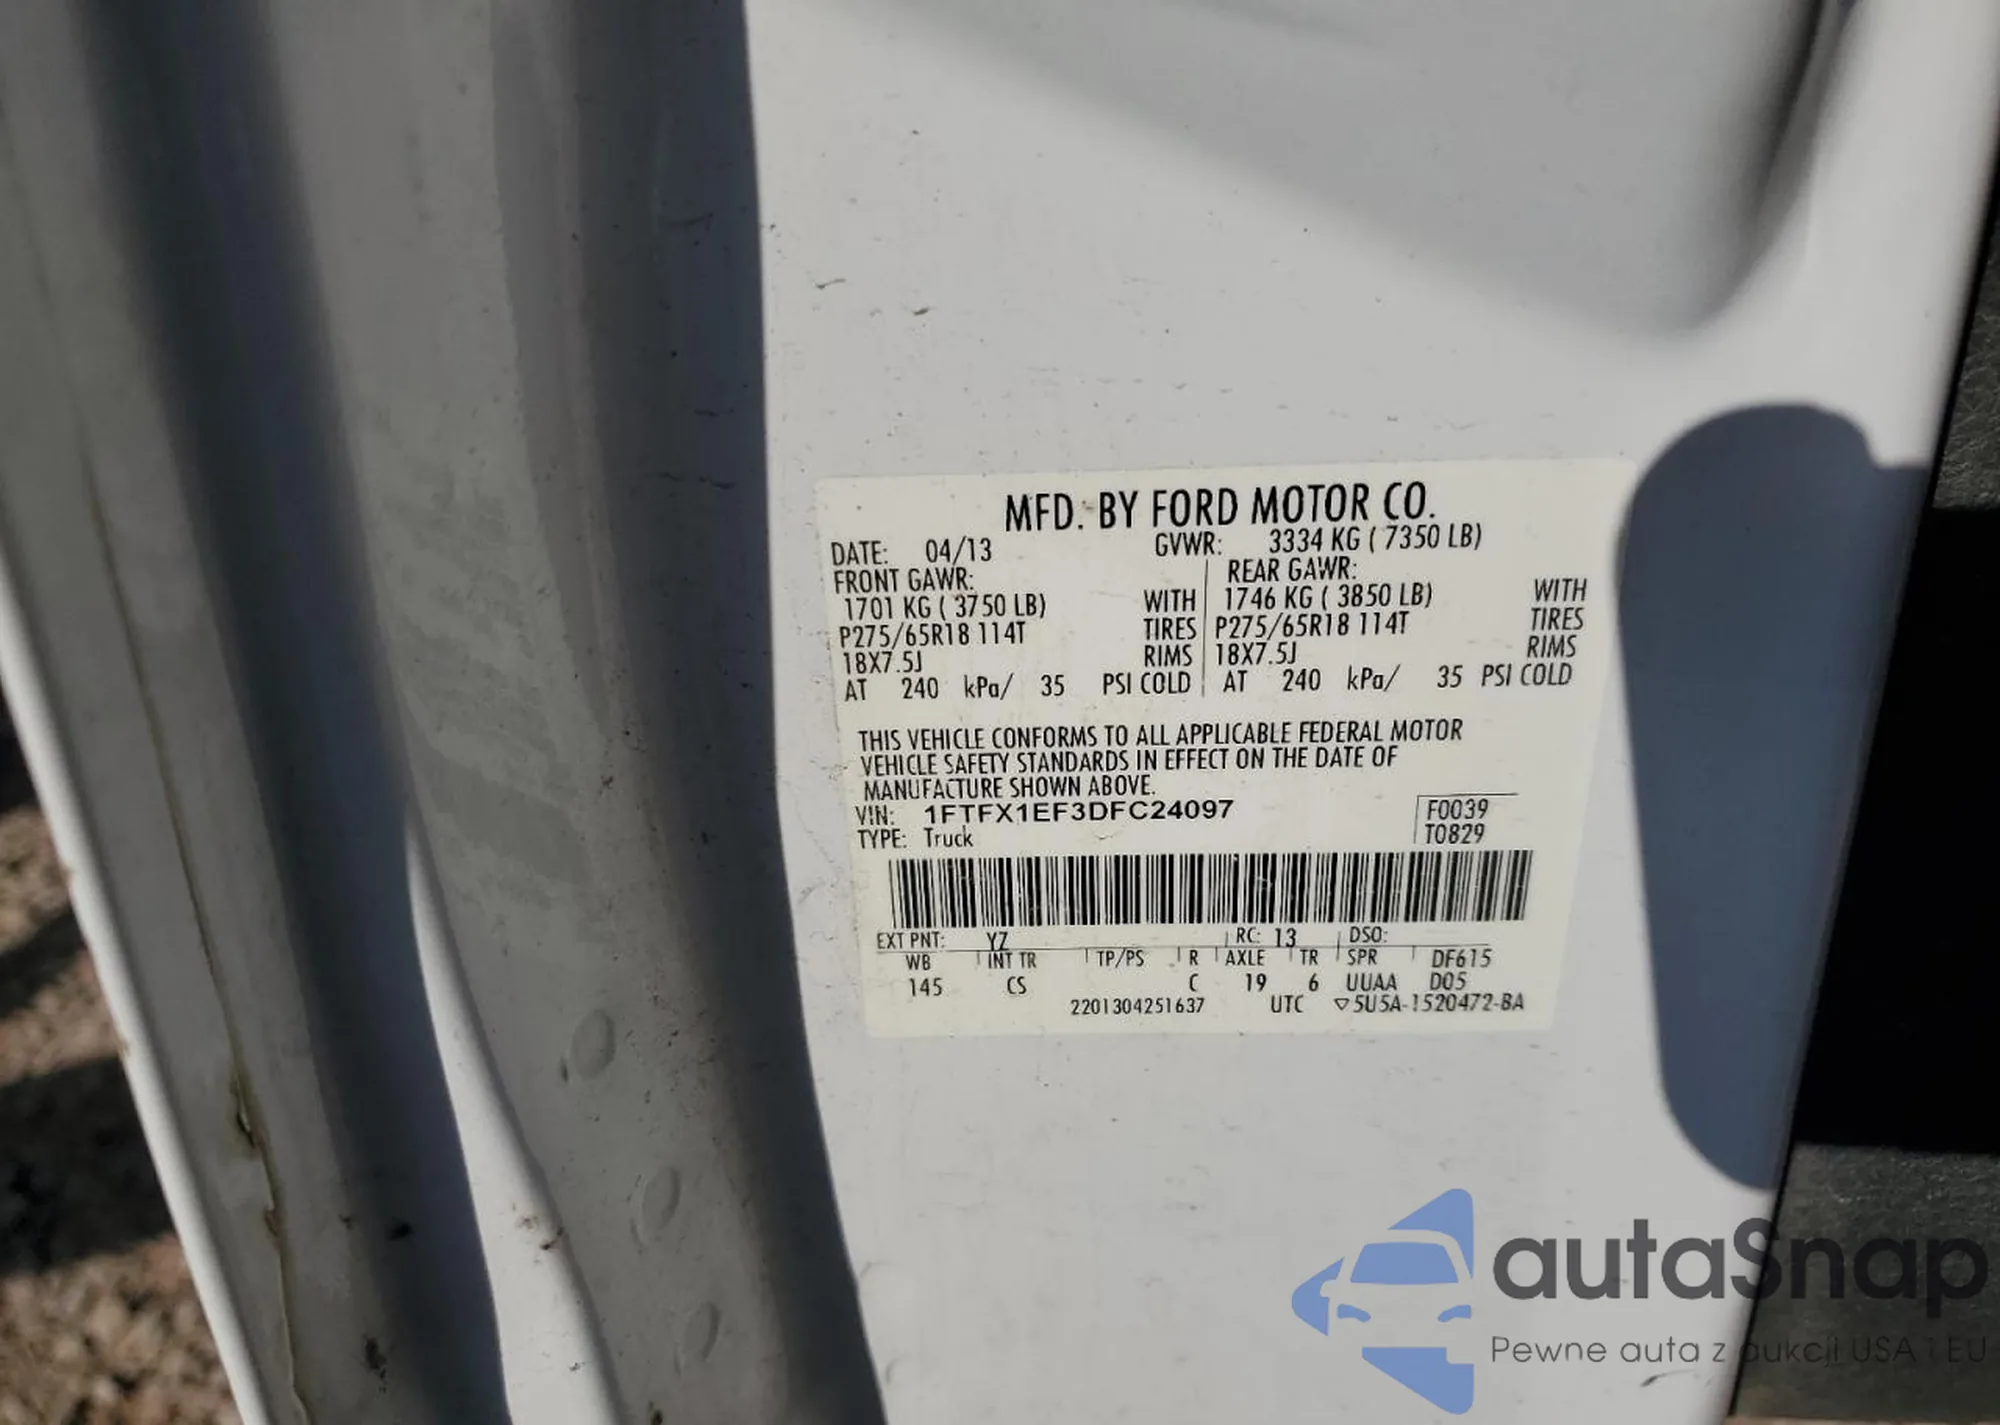 MFD. BY FORD MOTOR CO.
DATE: 04/13 GVWR: 3334 KG ( 7350 LB)
FRONT GAWR: REAR GAWR:
1701 KG ( 3750 LB) WITH 1746 KG ( 3850 LB) WITH
P275/65R18 114T TIRES P275/65R18 114T TIRES
18X7.5J RIMS 18X7.5J RIMS
AT 240 kPa/ 35 PSI COLD AT 240 kPa/ 35 PSI COLD
THIS VEHICLE CONFORMS TO ALL APPLICABLE FEDERAL MOTOR
VEHICLE SAFETY STANDARDS IN EFFECT ON THE DATE OF
MANUFACTURE SHOWN ABOVE.
VIN: 1FTFX1EF3DFC24097 F0039
TYPE: Truck T0829
EXT PNT: YZ RC: 13 DSO:
WB INT TR TP/PS R AXLE TR SPR DF615
145 CS C 19 6 UUAA D05
2201304251637 UTC ▽5U5A-1520472-BA
autaSnap
Pewne auta z aukcji USA i EU